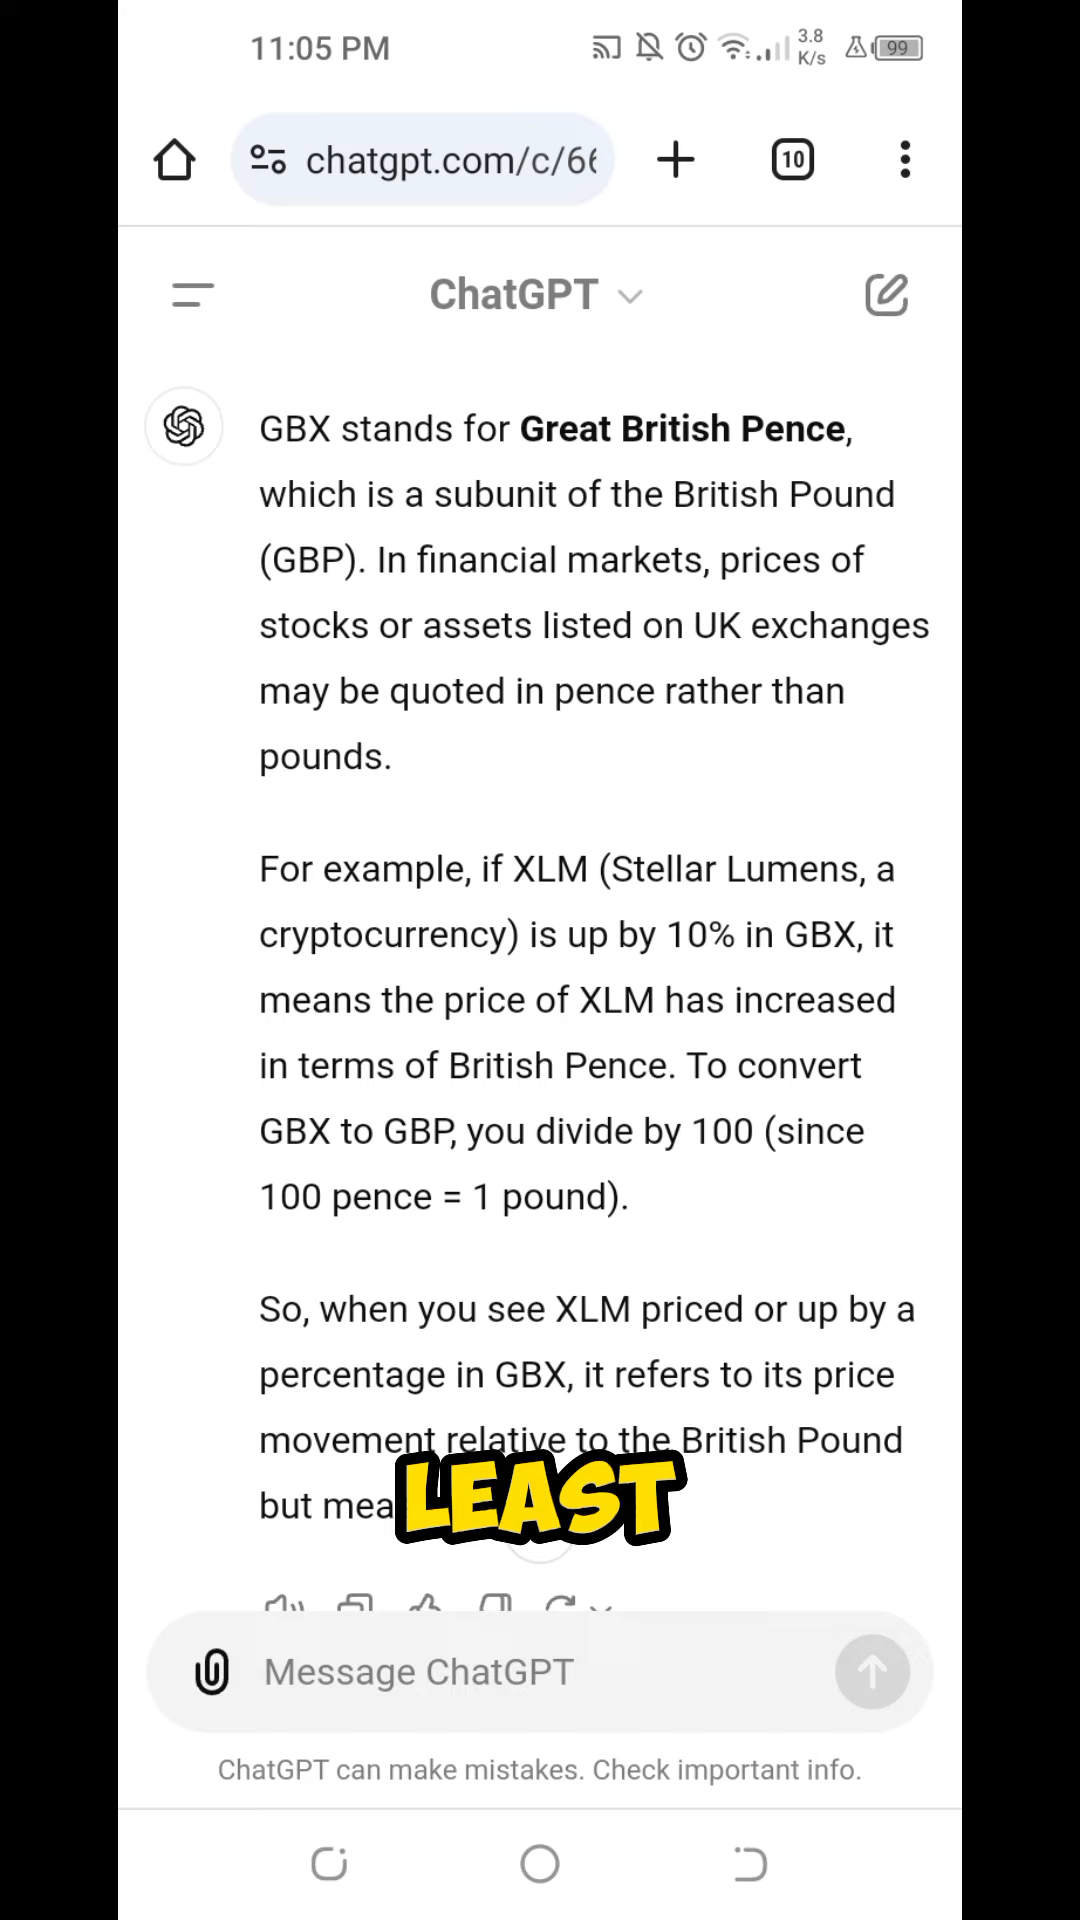 11:05 PM
3.8
K/s
99
chatgpt.com/c/6
10
ChatGPT
GBX stands for Great British Pence,
which is a subunit of the British Pound
(GBP). In financial markets, prices of
stocks or assets listed on UK exchanges
may be quoted in pence rather than
pounds.
For example, if XLM (Stellar Lumens, a
cryptocurrency) is up by 10% in GBX, it
means the price of XLM has increased
in terms of British Pence. To convert
GBX to GBP, you divide by 100 (since
100 pence = 1 pound).
So, when you see XLM priced or up by a
percentage in GBX, it refers to its price
movement relative to the British Pound
but
LEAST
Message ChatGPT
ChatGPT can make mistakes. Check important info.